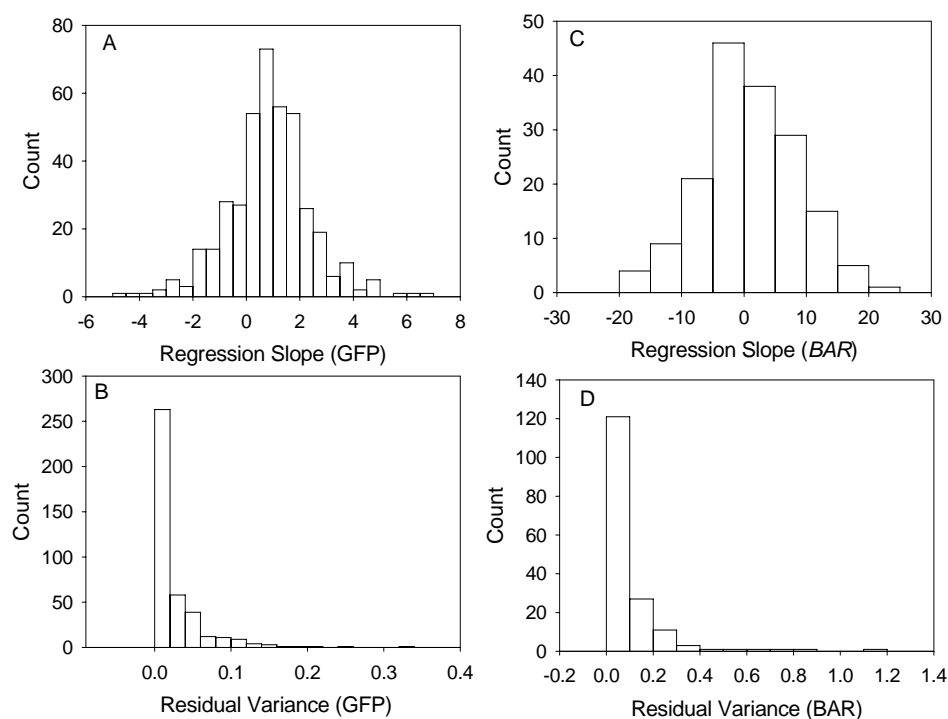 A
Count
80
60
40
20
0
-6 -4 -2 0 2 4 6 8
Regression Slope (GFP)
C
Count
50
40
30
20
10
0
-30 -20 -10 0 10 20 30
Regression Slope (BAR)
B
Count
300
250
200
150
100
50
0
0.0 0.1 0.2 0.3 0.4
Residual Variance (GFP)
D
Count
140
120
100
80
60
40
20
0
-0.2 0.0 0.2 0.4 0.6 0.8 1.0 1.2 1.4
Residual Variance (BAR)